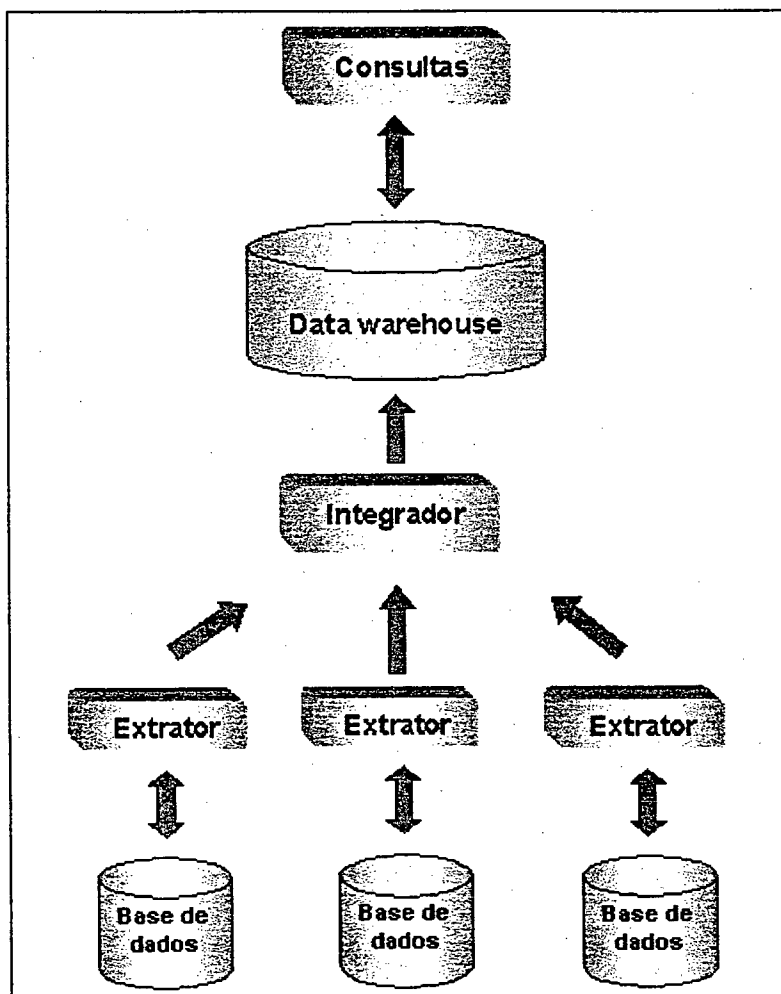 Consultas
Data warehouse
Integrador
Extrator
Extrator
Extrator
Base de
dados
Base de
dados
Base de
dados